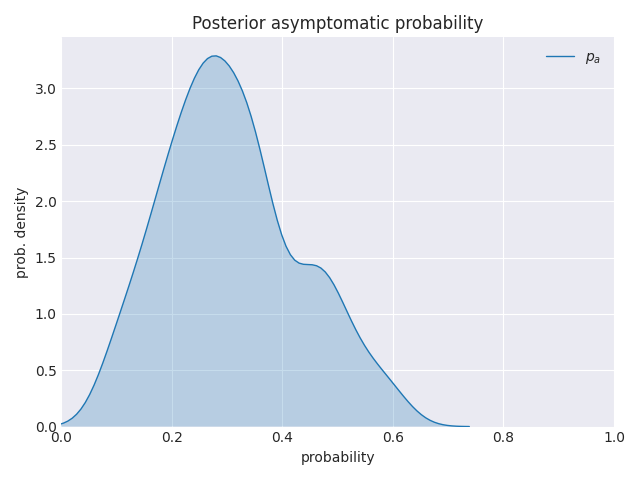 Posterior asymptomatic probability
pₐ
prob. density
3.0
2.5
2.0
1.5
1.0
0.5
0.0
0.0 0.2 0.4 0.6 0.8 1.0
probability